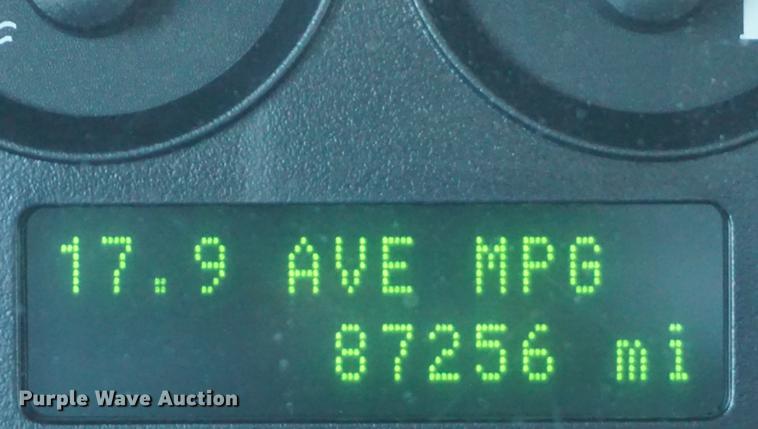 17.9 AVE MPG
87256 mi
Purple Wave Auction